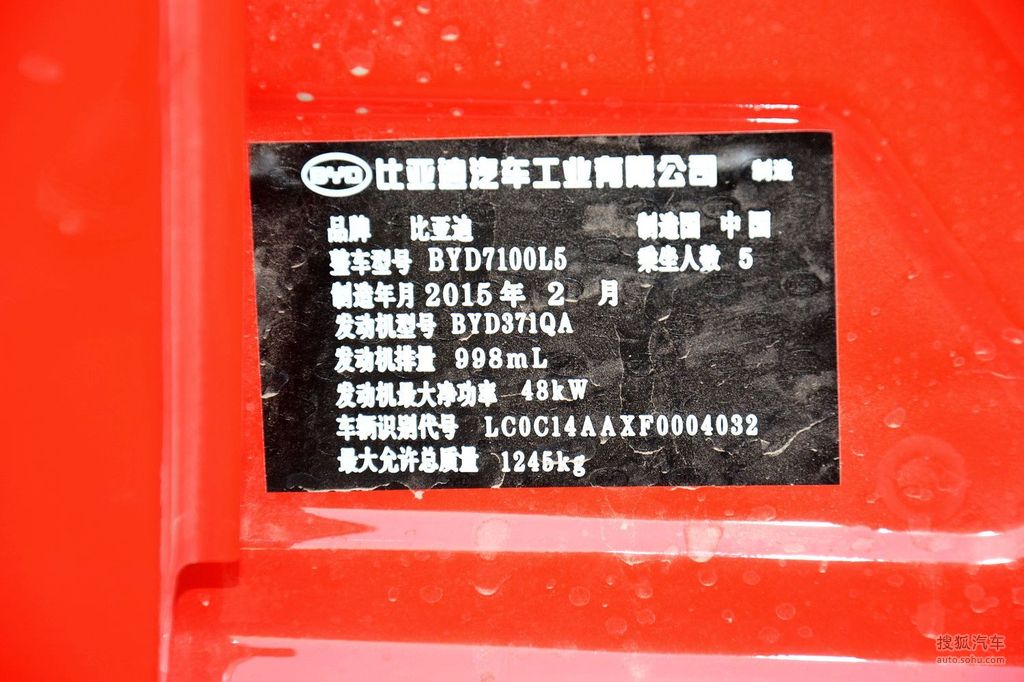 BYD 比亚迪汽车工业有限公司 制造
品牌 比亚迪 制造国 中国
整车型号 BYD7100L5 乘坐人数 5
制造年月 2015 年 2 月
发动机型号 BYD371QA
发动机排量 998mL
发动机最大净功率 48kW
车辆识别代号 LC0C14AAXF0004032
最大允许总质量 1245kg
搜狐汽车
auto.sohu.com